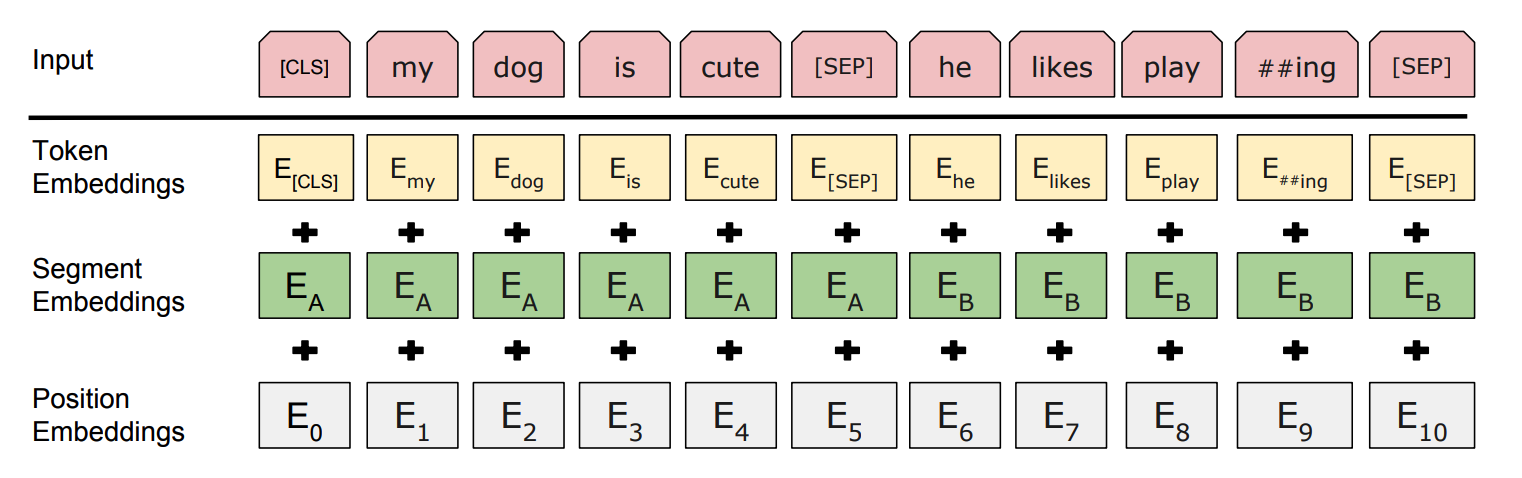 Input [CLS] my dog is cute [SEP] he likes play ##ing [SEP]
Token
Embeddings
E[CLS] Emy Edog Eis Ecute E[SEP] Ehe Elikes Eplay E##ing E[SEP]
+ + + + + + + + + + +
Segment
Embeddings
EA EA EA EA EA EA EB EB EB EB EB
+ + + + + + + + + + +
Position
Embeddings
E0 E1 E2 E3 E4 E5 E6 E7 E8 E9 E10